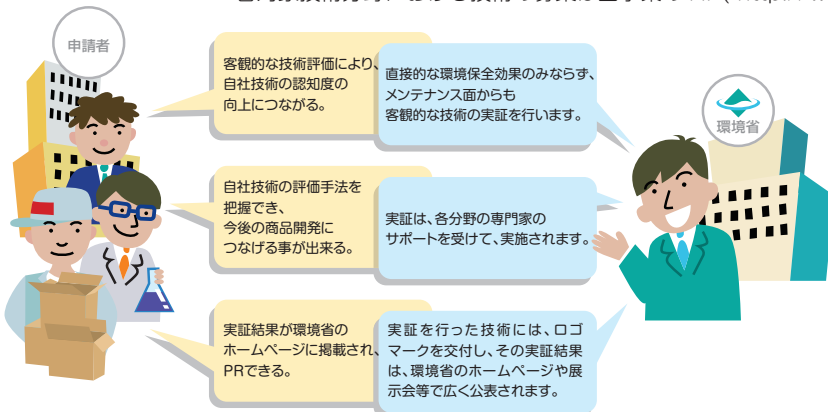 申請者
客観的な技術評価により、
自社技術の認知度の
向上につながる。
直接的な環境保全効果のみならず、
メンテナンス面からも
客観的な技術の実証を行います。
環境省
自社技術の評価手法を
把握でき、
今後の商品開発に
つなげる事が出来る。
実証は、各分野の専門家の
サポートを受けて、実施されます。
実証結果が環境省の
ホームページに掲載され、
PRできる。
実証を行った技術には、ロゴ
マークを交付し、その実証結果
は、環境省のホームページや展
示会等で広く公表されます。